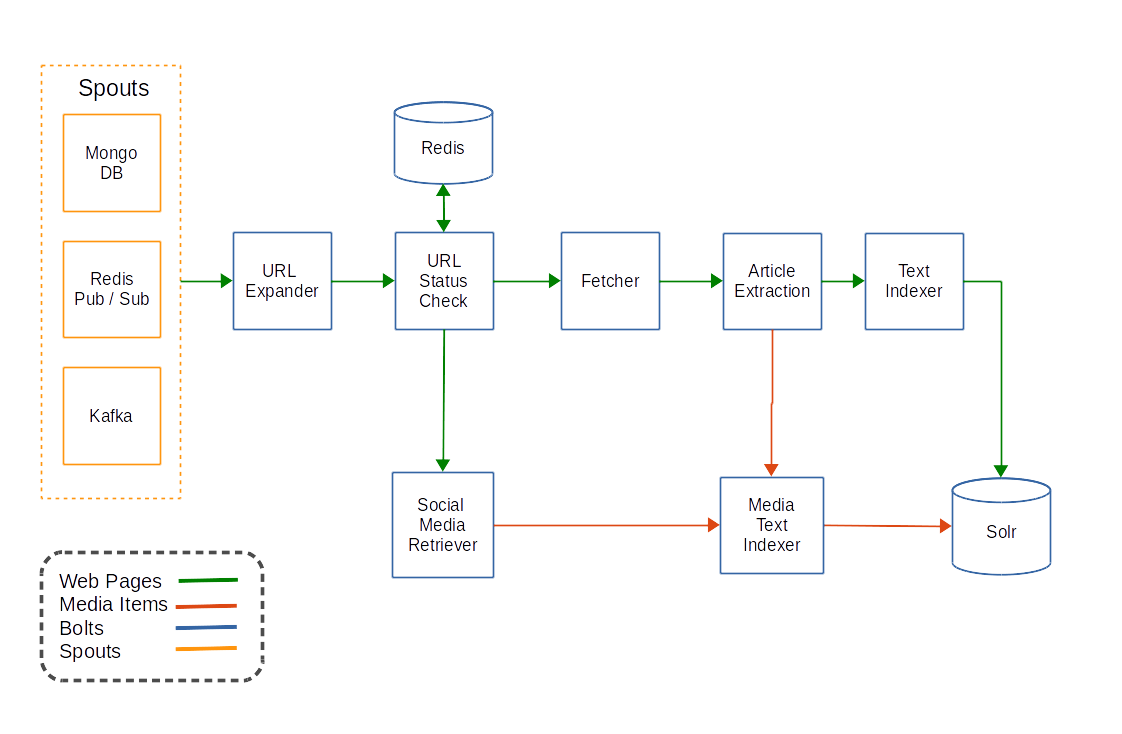 Spouts
Mongo
DB
Redis
Pub / Sub
Kafka
URL
Expander
Redis
URL
Status
Check
Fetcher
Article
Extraction
Text
Indexer
Social
Media
Retriever
Media
Text
Indexer
Solr
Web Pages
Media Items
Bolts
Spouts